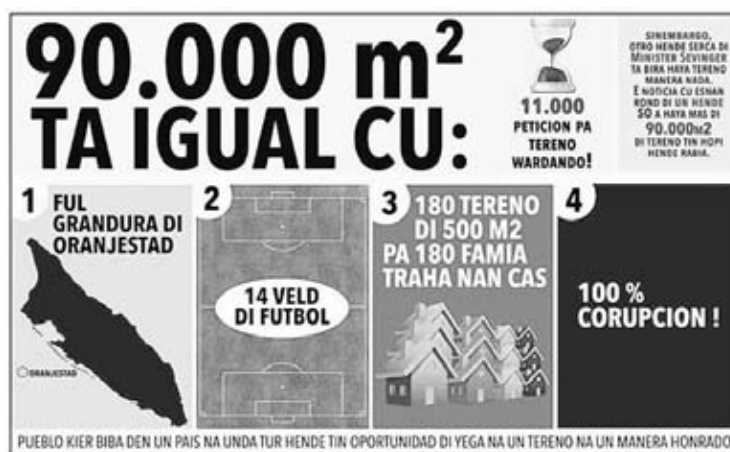 90.000 m²
TA IGUAL CU:
11.000
PETICION PA
TERENO
WARDANDO!
SINEMBARGO,
OTRO HENDE SERCA DI
MINISTER SEVINGER
TA BIRA HAYA TERENO
MANERA NADA.
E NOTICIA CU ESNAN
ROND DI UN HENDE
SO A HAYA MAS DI
90.000M2
DI TERENO TIN HOPI
HENDE RABIA.
1 FUL
GRANDURA DI
ORANJESTAD
ORANJESTAD
2
14 VELD
DI FUTBOL
3 180 TERENO
DI 500 M2
PA 180 FAMIA
TRAHA NAN CAS
4
100 %
CORUPCION !
PUEBLO KIER BIBA DEN UN PAIS NA UNDA TUR HENDE TIN OPORTUNIDAD DI YEGA NA UN TERENO NA UN MANERA HONRADO